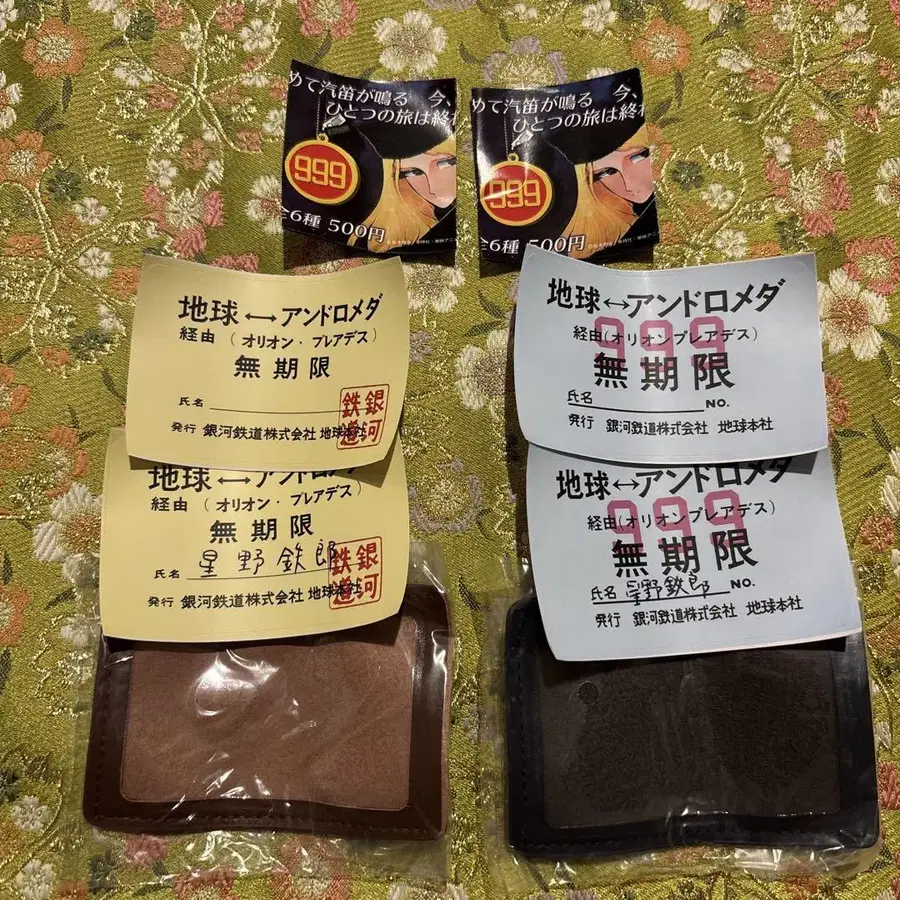 めて汽笛が鳴る 今、
ひとつの旅は終
999
全6種 500円
めて汽笛が鳴る 今、
ひとつの旅は終わ
999
全6種 500円
地球↔アンドロメダ
経由 (オリオン・プレアデス)
無期限
氏名
発行 銀河鉄道株式会社 地球本社
銀河鉄道
地球↔アンドロメダ
経由 (オリオン・プレアデス)
無期限
氏名 星野鉄郎
発行 銀河鉄道株式会社 地球本社
銀河鉄道
地球↔アンドロメダ
999
経由(オリオンプレアデス)
無期限
氏名 NO.
発行 銀河鉄道株式会社 地球本社
地球↔アンドロメダ
999
経由(オリオンプレアデス)
無期限
氏名 星野鉄郎 NO.
発行 銀河鉄道株式会社 地球本社